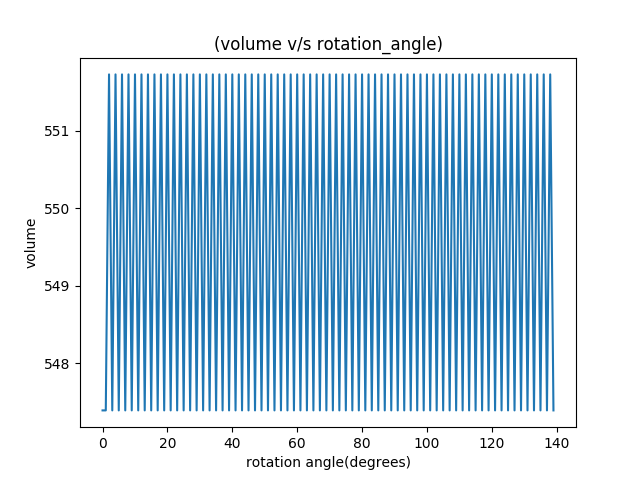 (volume v/s rotation_angle)
551
550
549
548
volume
0 20 40 60 80 100 120 140
rotation angle(degrees)